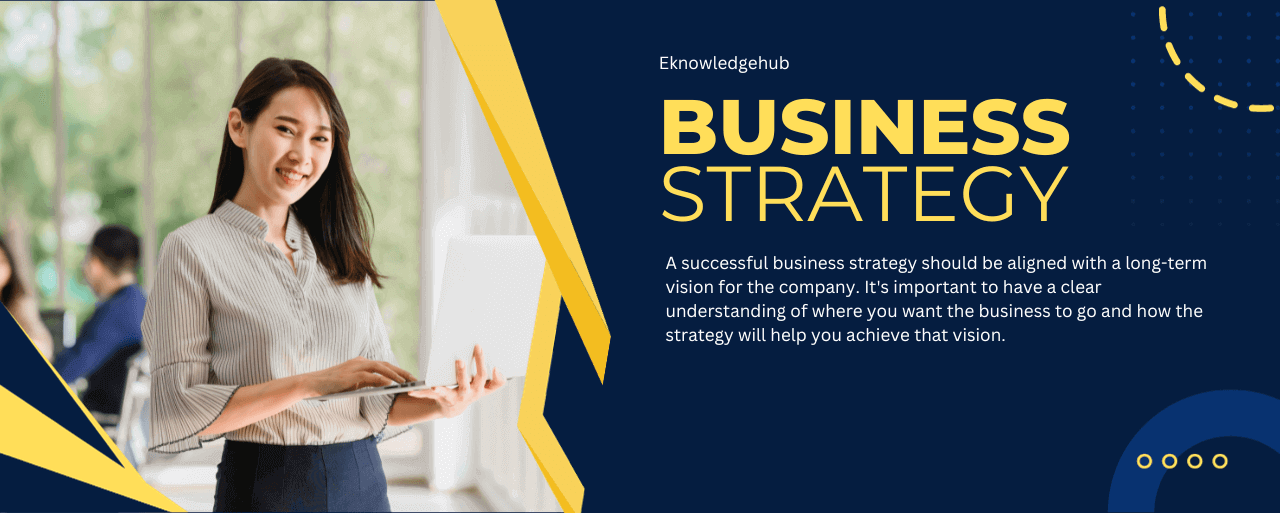 Eknowledgehub
BUSINESS
STRATEGY
A successful business strategy should be aligned with a long-term
vision for the company. It's important to have a clear
understanding of where you want the business to go and how the
strategy will help you achieve that vision.